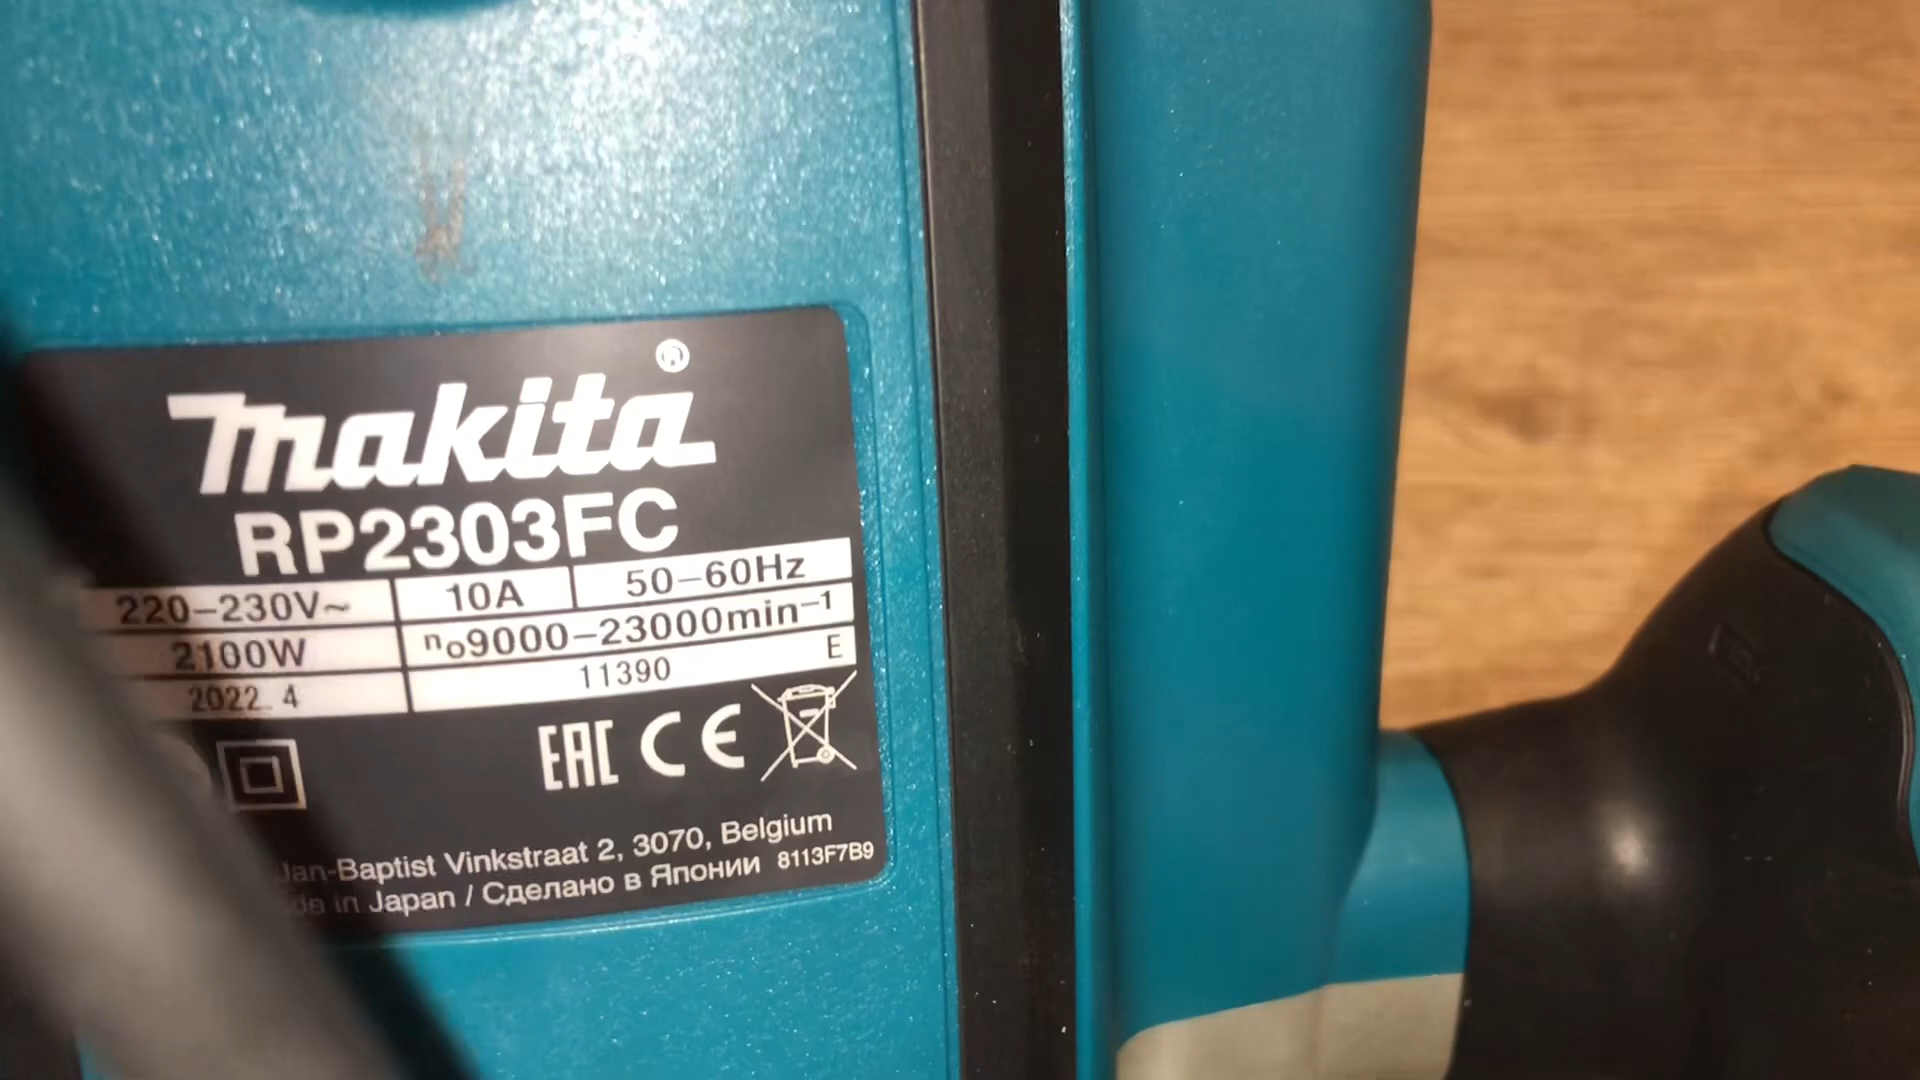 makita®
RP2303FC
220–230V~ 10A 50–60Hz
2100W no9000–23000min⁻¹
2022.4 11390 E
EAC CE
Jan-Baptist Vinkstraat 2, 3070, Belgium
in Japan / Сделано в Японии 8113F7B9